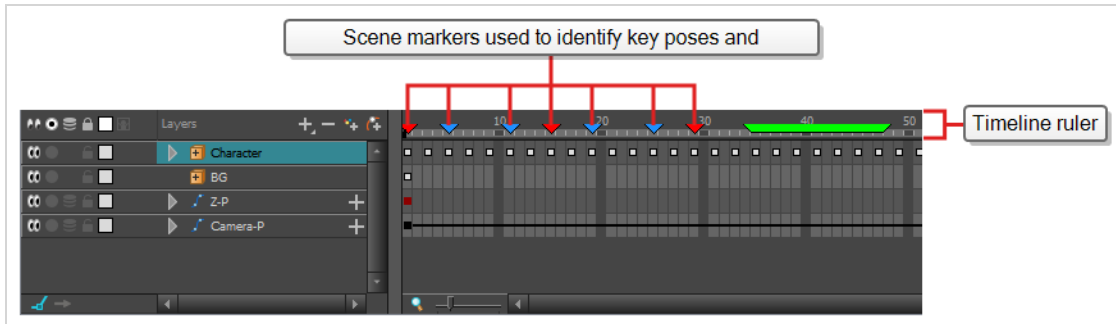 Scene markers used to identify key poses and
Timeline ruler
Layers
10
20
30
40
50
Character
BG
Z-P
Camera-P